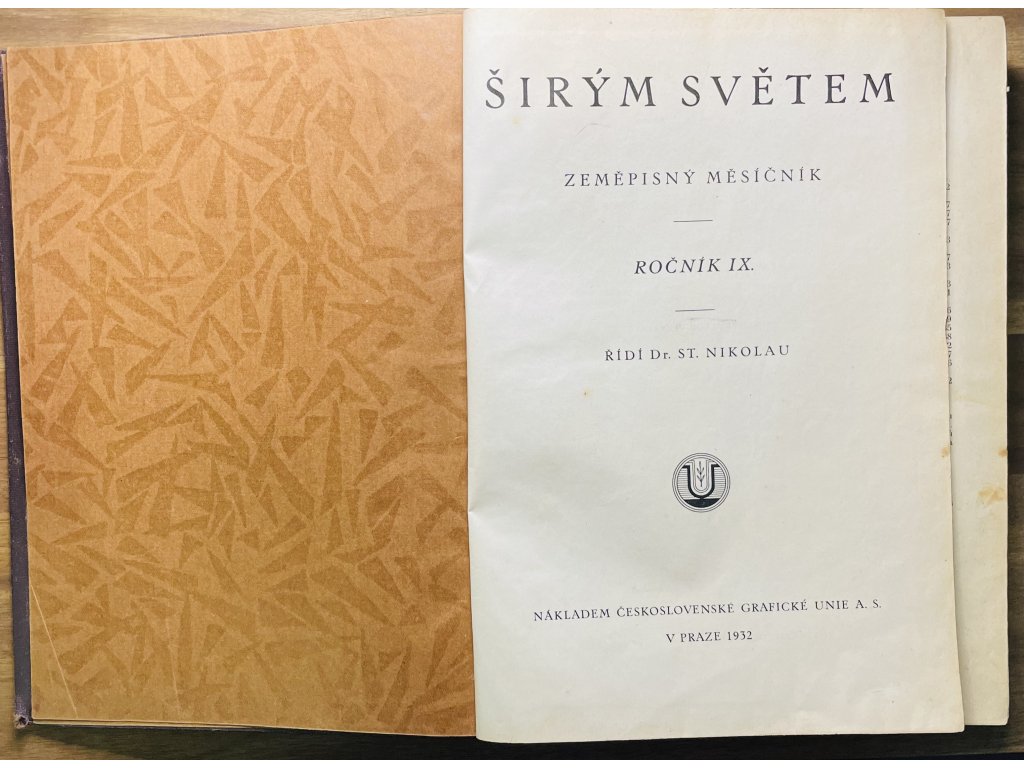 ŠIRÝM SVĚTEM
ZEMĚPISNÝ MĚSÍČNÍK
ROČNÍK IX.
ŘÍDÍ Dr. ST. NIKOLAU
NÁKLADEM ČESKOSLOVENSKÉ GRAFICKÉ UNIE A. S.
V PRAZE 1932